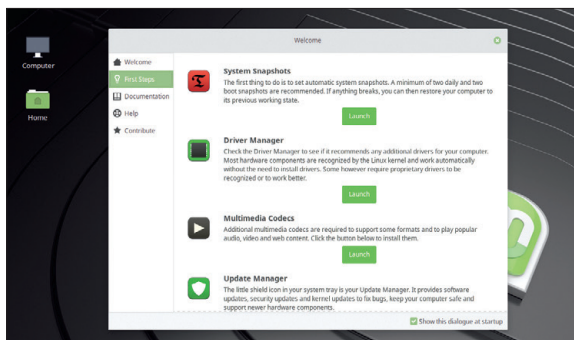 Welcome
Computer
Home
Welcome
First Steps
Documentation
Help
Contribute
System Snapshots
The first thing to do is to set automatic system snapshots. A minimum of two daily and two
boot snapshots are recommended. If anything breaks, you can then restore your computer to
its previous working state.
Launch
Driver Manager
Check the Driver Manager to see if it recommends any additional drivers for your computer.
Most hardware components are recognized by the Linux kernel and work automatically
without the need to install drivers. Some however require proprietary drivers to be
recognized or to work better.
Launch
Multimedia Codecs
Additional multimedia codecs are required to support some formats and to play popular
audio, video and web content. Click the button below to install them.
Launch
Update Manager
The little shield icon in your system tray is your Update Manager. It provides software
updates, security updates and kernel updates to fix bugs, keep your computer safe and
support newer hardware components.
Show this dialogue at startup